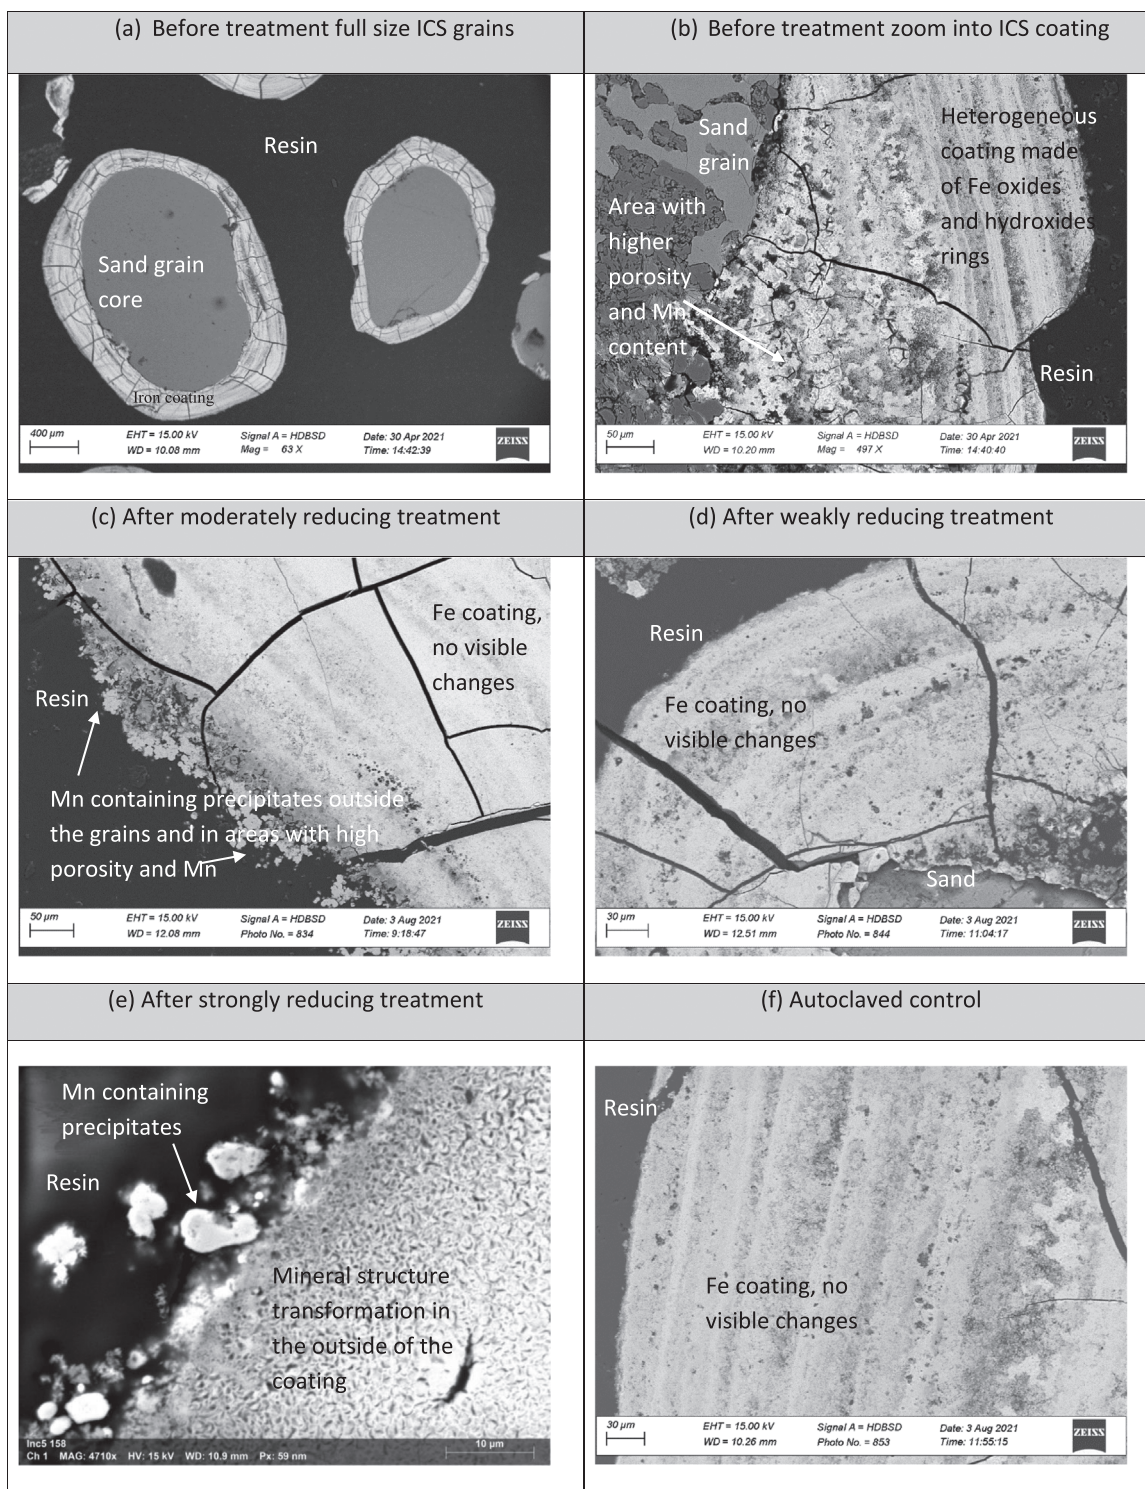 (a) Before treatment full size ICS grains
Resin
Sand grain
core
Iron coating
400 µm
EHT = 15.00 kV
Signal A = HDBSD
Date: 30 Apr 2021
WD = 10.08 mm
Mag = 63 X
Time: 14:42:39
ZEISS
(b) Before treatment zoom into ICS coating
Sand
grain
Area with
higher
porosity
and Mn
content
Heterogeneous
coating made
of Fe oxides
and hydroxides
rings
Resin
50 µm
EHT = 15.00 kV
Signal A = HDBSD
Date: 30 Apr 2021
WD = 10.20 mm
Mag = 497 X
Time: 14:40:40
ZEISS
(c) After moderately reducing treatment
Fe coating,
no visible
changes
Resin
Mn containing precipitates outside
the grains and in areas with high
porosity and Mn
50 µm
EHT = 15.00 kV
Signal A = HDBSD
Date: 3 Aug 2021
WD = 12.08 mm
Photo No. = 834
Time: 9:18:47
ZEISS
(d) After weakly reducing treatment
Resin
Fe coating, no
visible changes
Sand
30 µm
EHT = 15.00 kV
Signal A = HDBSD
Date: 3 Aug 2021
WD = 12.51 mm
Photo No. = 844
Time: 11:04:17
ZEISS
(e) After strongly reducing treatment
Mn containing
precipitates
Resin
Mineral structure
transformation in
the outside of the
coating
Inc5 158
Ch 1 MAG: 4710x HV: 15 kV WD: 10.9 mm Px: 59 nm
10 µm
(f) Autoclaved control
Resin
Fe coating, no
visible changes
30 µm
EHT = 15.00 kV
Signal A = HDBSD
Date: 3 Aug 2021
WD = 10.26 mm
Photo No. = 853
Time: 11:55:15
ZEISS